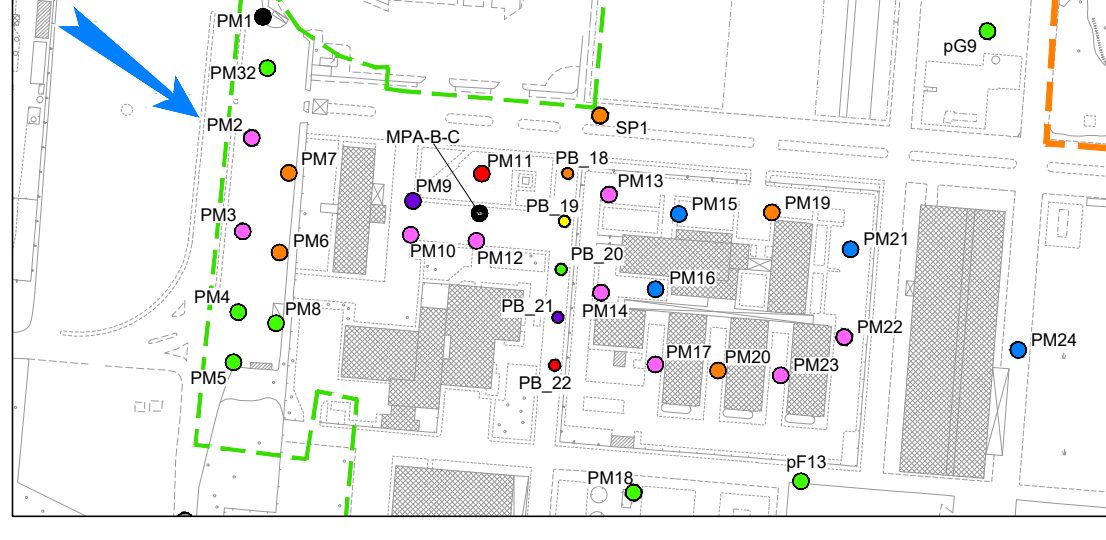 PM1
pG9
PM32
PM2
SP1
MPA-B-C
PM7
PM11
PB_18
PM9
PM13
PB_19
PM15
PM19
PM3
PM6
PM10
PM12
PB_20
PM21
PM16
PM4
PM8
PB_21
PM14
PM22
PM24
PM5
PB_22
PM17
PM20
PM23
PM18
pF13